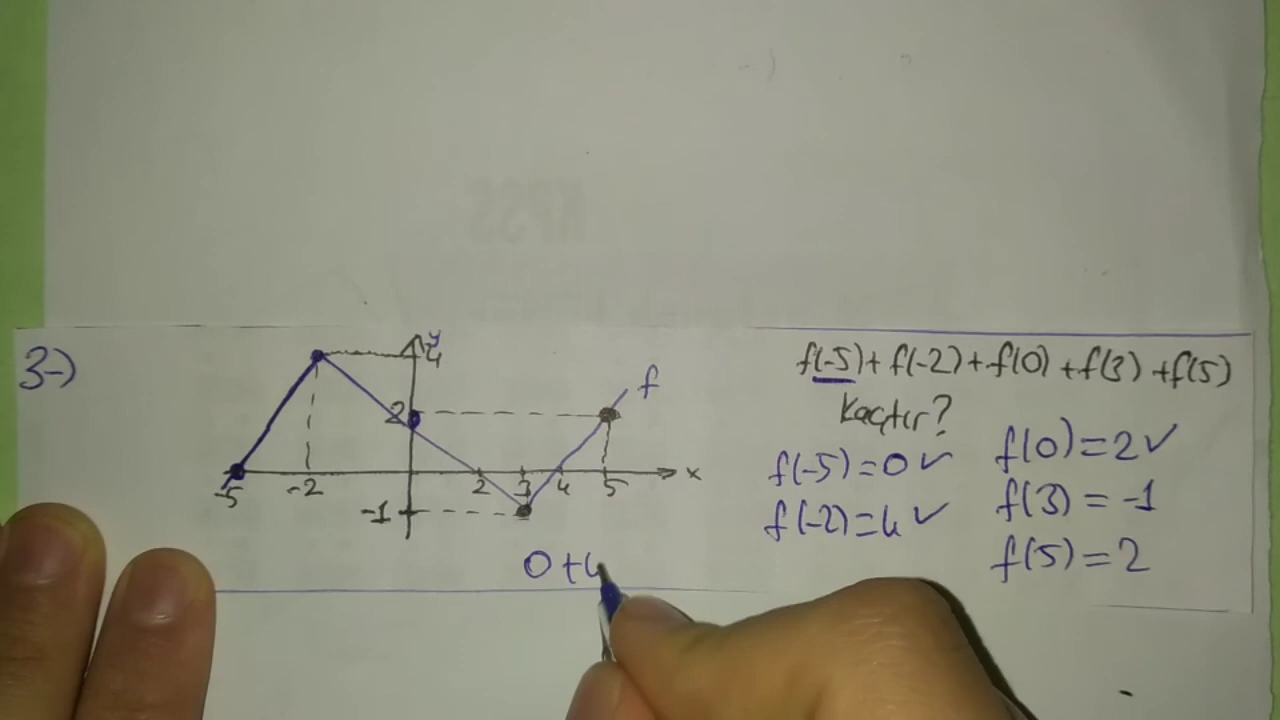 3-)
y
4
2
f
-5 -2 2 3 4 5 x
-1
0+4
f(-5)+f(-2)+f(0)+f(3)+f(5)
Kaçtır?
f(-5)=0✓
f(-2)=4✓
f(0)=2✓
f(3)=-1
f(5)=2